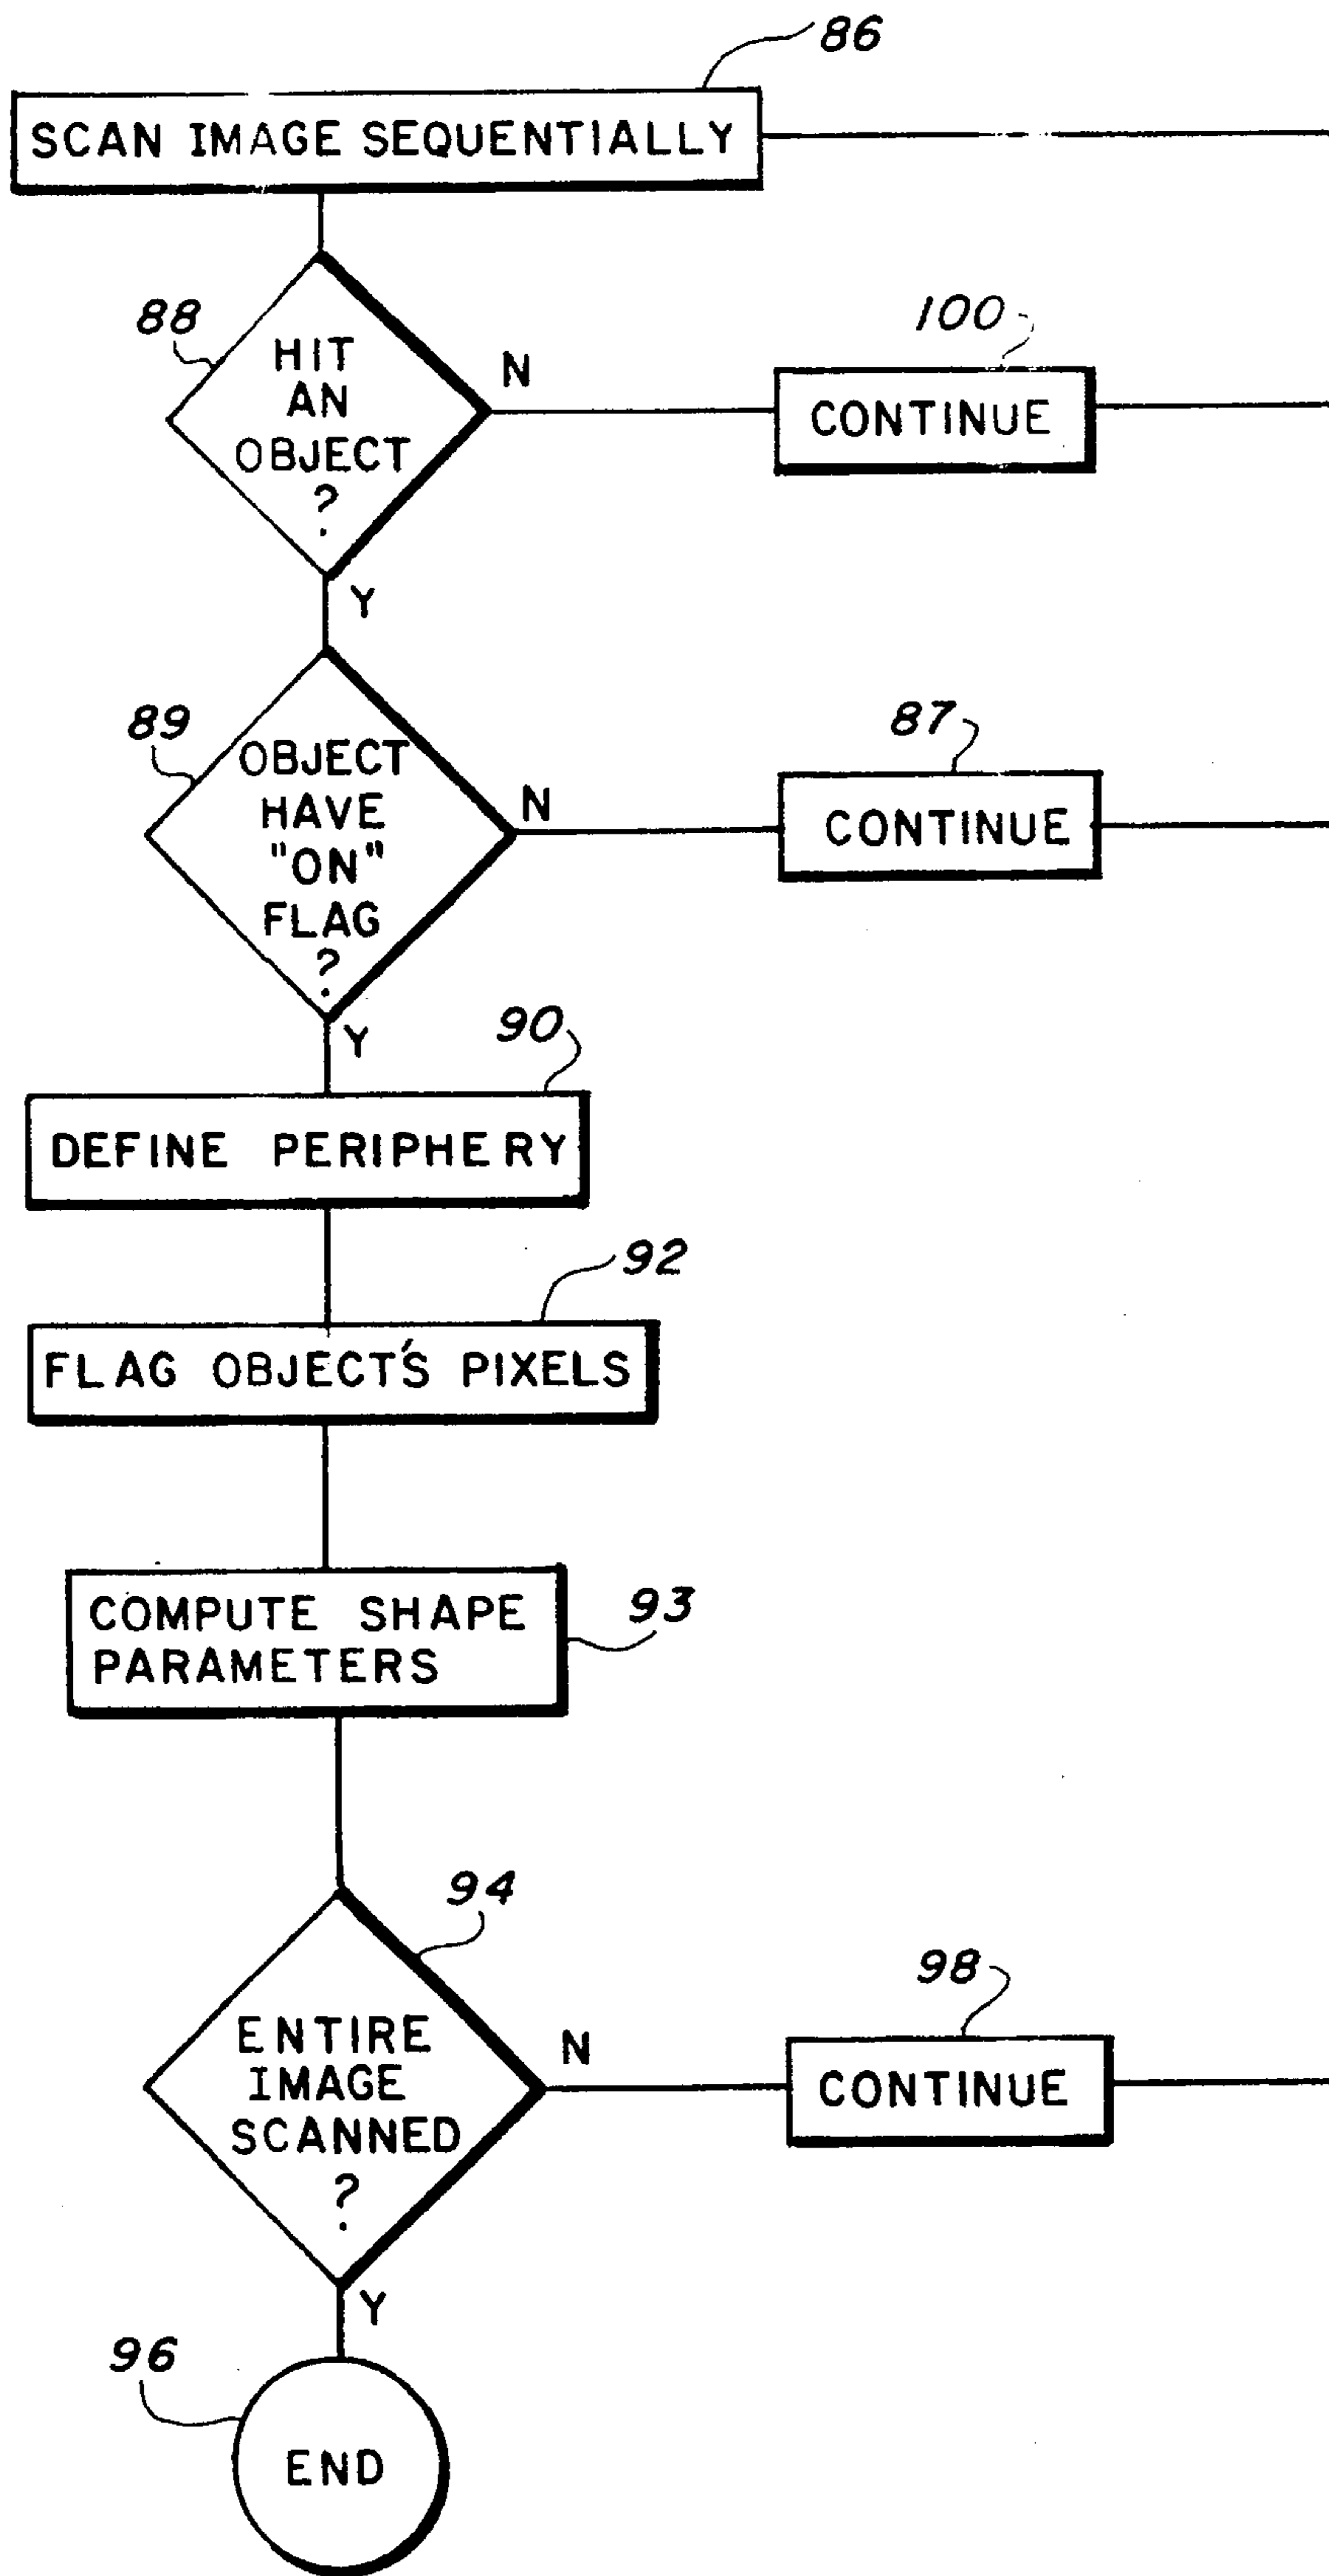 86
SCAN IMAGE SEQUENTIALLY
88
HIT
AN
OBJECT
?
N
100
CONTINUE
Y
89
OBJECT
HAVE
"ON"
FLAG
?
N
87
CONTINUE
Y
90
DEFINE PERIPHERY
92
FLAG OBJECT'S PIXELS
COMPUTE SHAPE
PARAMETERS
93
94
ENTIRE
IMAGE
SCANNED
?
N
98
CONTINUE
Y
96
END